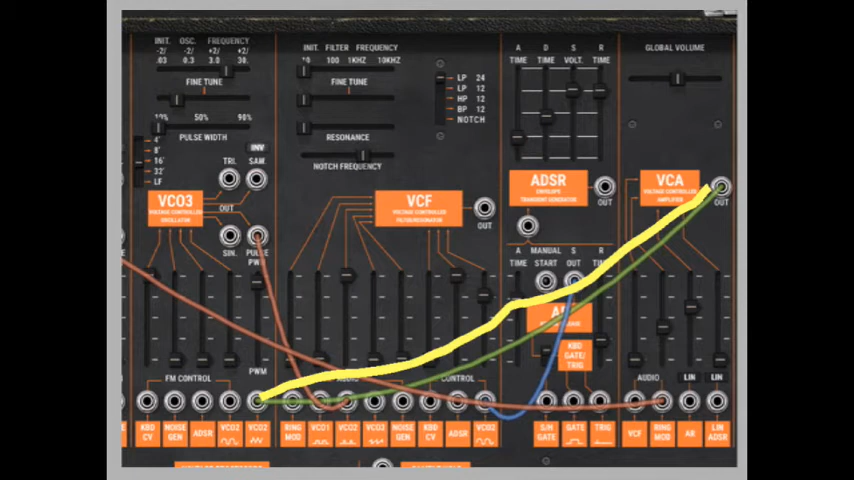 INIT. OSC. FREQUENCY
-2/ -2/ +2/ +2/
.03 0.3 3.0 30.
FINE TUNE
10% 50% 90%
PULSE WIDTH
4'
8'
16'
32'
LF
INV
TRI. SAW.
VCO3
VOLTAGE CONTROLLED
OSCILLATOR
OUT
SIN. PULSE
PWM
PWM
FM CONTROL
KBD
CV
NOISE
GEN
ADSR
VCO2
VCO2
INIT. FILTER FREQUENCY
10 100 1KHZ 10KHZ
FINE TUNE
RESONANCE
NOTCH FREQUENCY
LP 24
LP 12
HP 12
BP 12
NOTCH
VCF
VOLTAGE CONTROLLED
FILTER/RESONATOR
OUT
AUDIO CONTROL
RING
MOD
VCO1
VCO2
VCO3
NOISE
GEN
KBD
CV
ADSR
VCO2
A D S R
TIME TIME VOLT. TIME
ADSR
ENVELOPE
TRANSIENT GENERATOR
OUT
A MANUAL S R
TIME START OUT
KBD
GATE/
TRIG
S/H
GATE
GATE
TRIG
GLOBAL VOLUME
VCA
VOLTAGE CONTROLLED
AMPLIFIER
OUT
AUDIO LIN LIN
VCF
RING
MOD
AR
LIN
ADSR